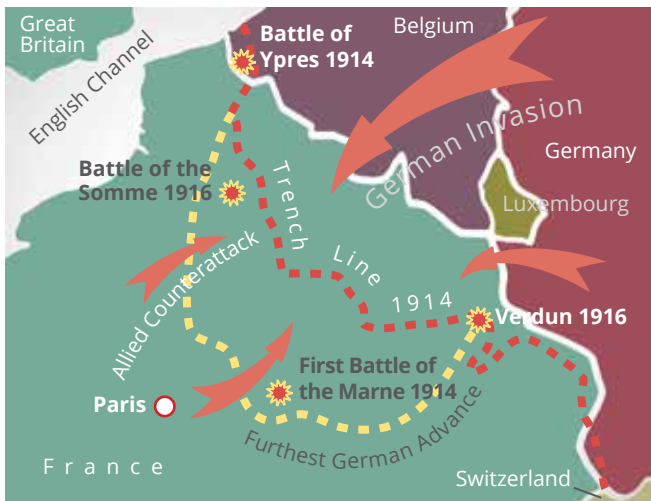 Great
Britain
English Channel
Battle of
Ypres 1914
Belgium
German Invasion
Germany
Luxembourg
Battle of the
Somme 1916
Trench
Line
1914
Allied Counterattack
Verdun 1916
First Battle of
the Marne 1914
Paris
Furthest German Advance
France
Switzerland